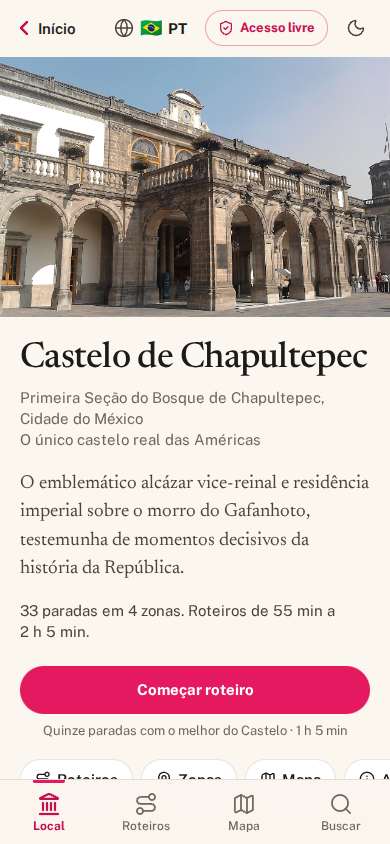 Início
PT
Acesso livre
Castelo de Chapultepec
Primeira Seção do Bosque de Chapultepec,
Cidade do México
O único castelo real das Américas
O emblemático alcázar vice-reinal e residência
imperial sobre o morro do Gafanhoto,
testemunha de momentos decisivos da
história da República.
33 paradas em 4 zonas. Roteiros de 55 min a
2 h 5 min.
Começar roteiro
Quinze paradas com o melhor do Castelo · 1 h 5 min
Roteiros
Zonas
Mapa
Local
Roteiros
Mapa
Buscar